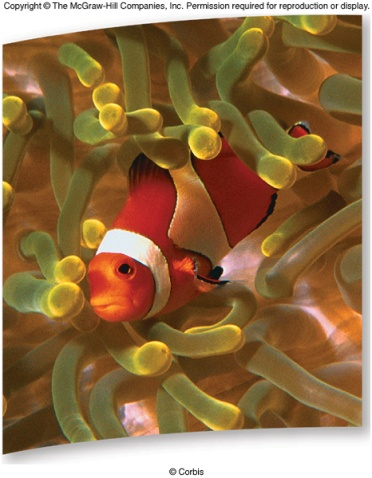 Copyright © The McGraw-Hill Companies, Inc. Permission required for reproduction or display.
© Corbis